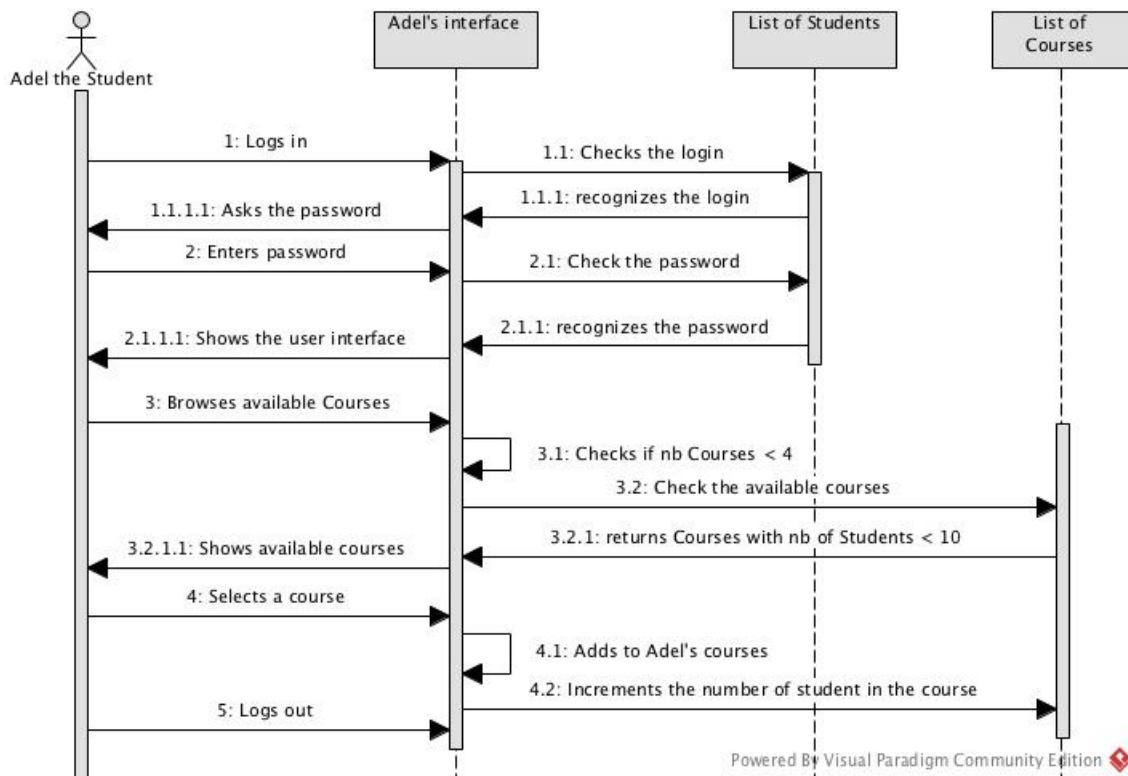 Adel's interface
List of Students
List of
Courses
Adel the Student
1: Logs in
1.1: Checks the login
1.1.1: recognizes the login
1.1.1.1: Asks the password
2: Enters password
2.1: Check the password
2.1.1: recognizes the password
2.1.1.1: Shows the user interface
3: Browses available Courses
3.1: Checks if nb Courses < 4
3.2: Check the available courses
3.2.1: returns Courses with nb of Students < 10
3.2.1.1: Shows available courses
4: Selects a course
4.1: Adds to Adel's courses
4.2: Increments the number of student in the course
5: Logs out
Powered By Visual Paradigm Community Edition